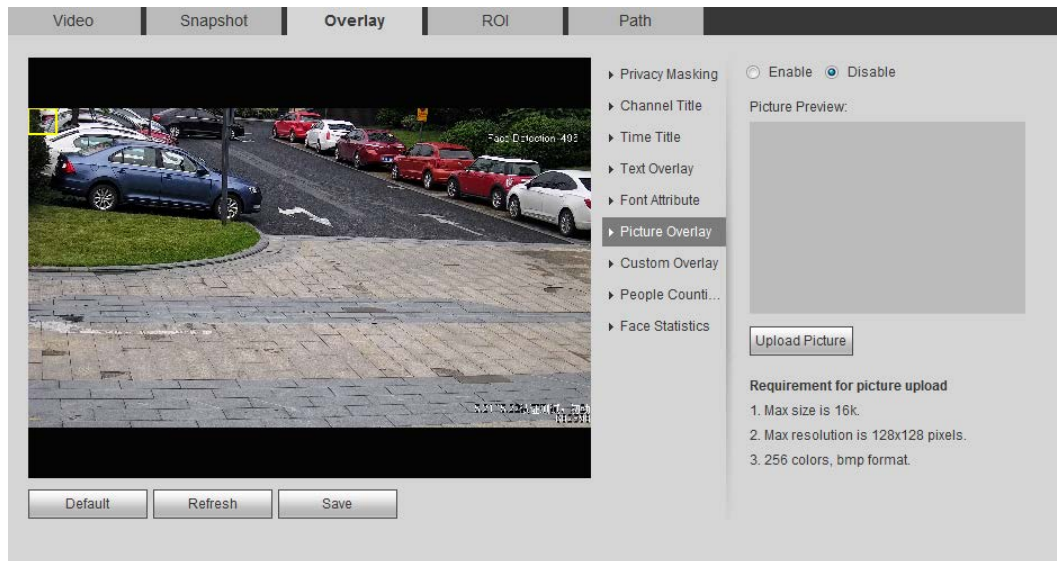 Video
Snapshot
Overlay
ROI
Path
Face Detection
Privacy Masking
Channel Title
Time Title
Text Overlay
Font Attribute
Picture Overlay
Custom Overlay
People Counti...
Face Statistics
Enable
Disable
Picture Preview:
Upload Picture
Requirement for picture upload
1. Max size is 16k.
2. Max resolution is 128x128 pixels.
3. 256 colors, bmp format.
Default
Refresh
Save